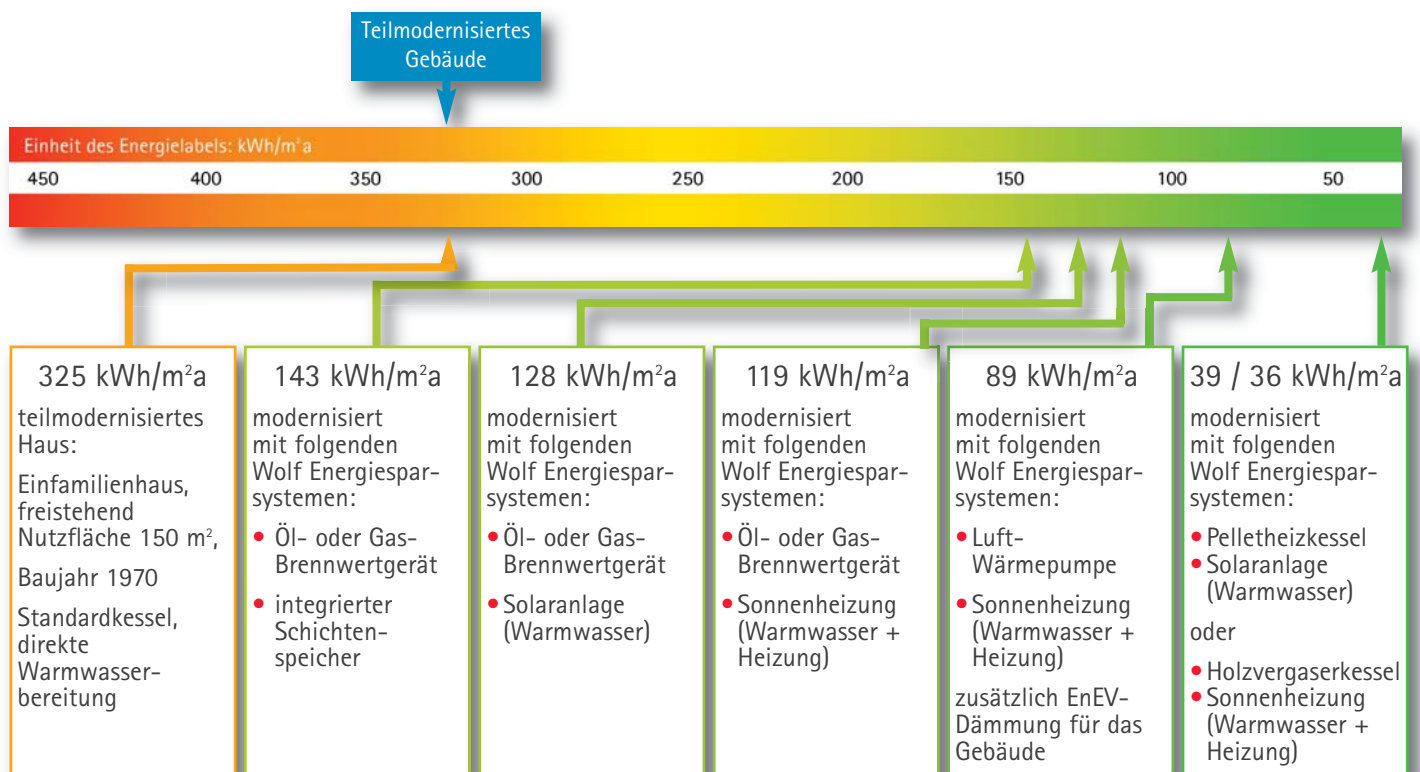 Teilmodernisiertes
Gebäude
Einheit des Energielabels: kWh/m²a
450 400 350 300 250 200 150 100 50
325 kWh/m²a
teilmodernisiertes
Haus:
Einfamilienhaus,
freistehend
Nutzfläche 150 m²,
Baujahr 1970
Standardkessel,
direkte
Warmwasser-
bereitung
143 kWh/m²a
modernisiert
mit folgenden
Wolf Energiespar-
systemen:
• Öl- oder Gas-
Brennwertgerät
• integrierter
Schichten-
speicher
128 kWh/m²a
modernisiert
mit folgenden
Wolf Energiespar-
systemen:
• Öl- oder Gas-
Brennwertgerät
• Solaranlage
(Warmwasser)
119 kWh/m²a
modernisiert
mit folgenden
Wolf Energiespar-
systemen:
• Öl- oder Gas-
Brennwertgerät
• Sonnenheizung
(Warmwasser +
Heizung)
89 kWh/m²a
modernisiert
mit folgenden
Wolf Energiespar-
systemen:
• Luft-
Wärmepumpe
• Sonnenheizung
(Warmwasser +
Heizung)
zusätzlich EnEV-
Dämmung für das
Gebäude
39 / 36 kWh/m²a
modernisiert
mit folgenden
Wolf Energiespar-
systemen:
• Pelletheizkessel
• Solaranlage
(Warmwasser)
oder
• Holzvergaserkessel
• Sonnenheizung
(Warmwasser +
Heizung)